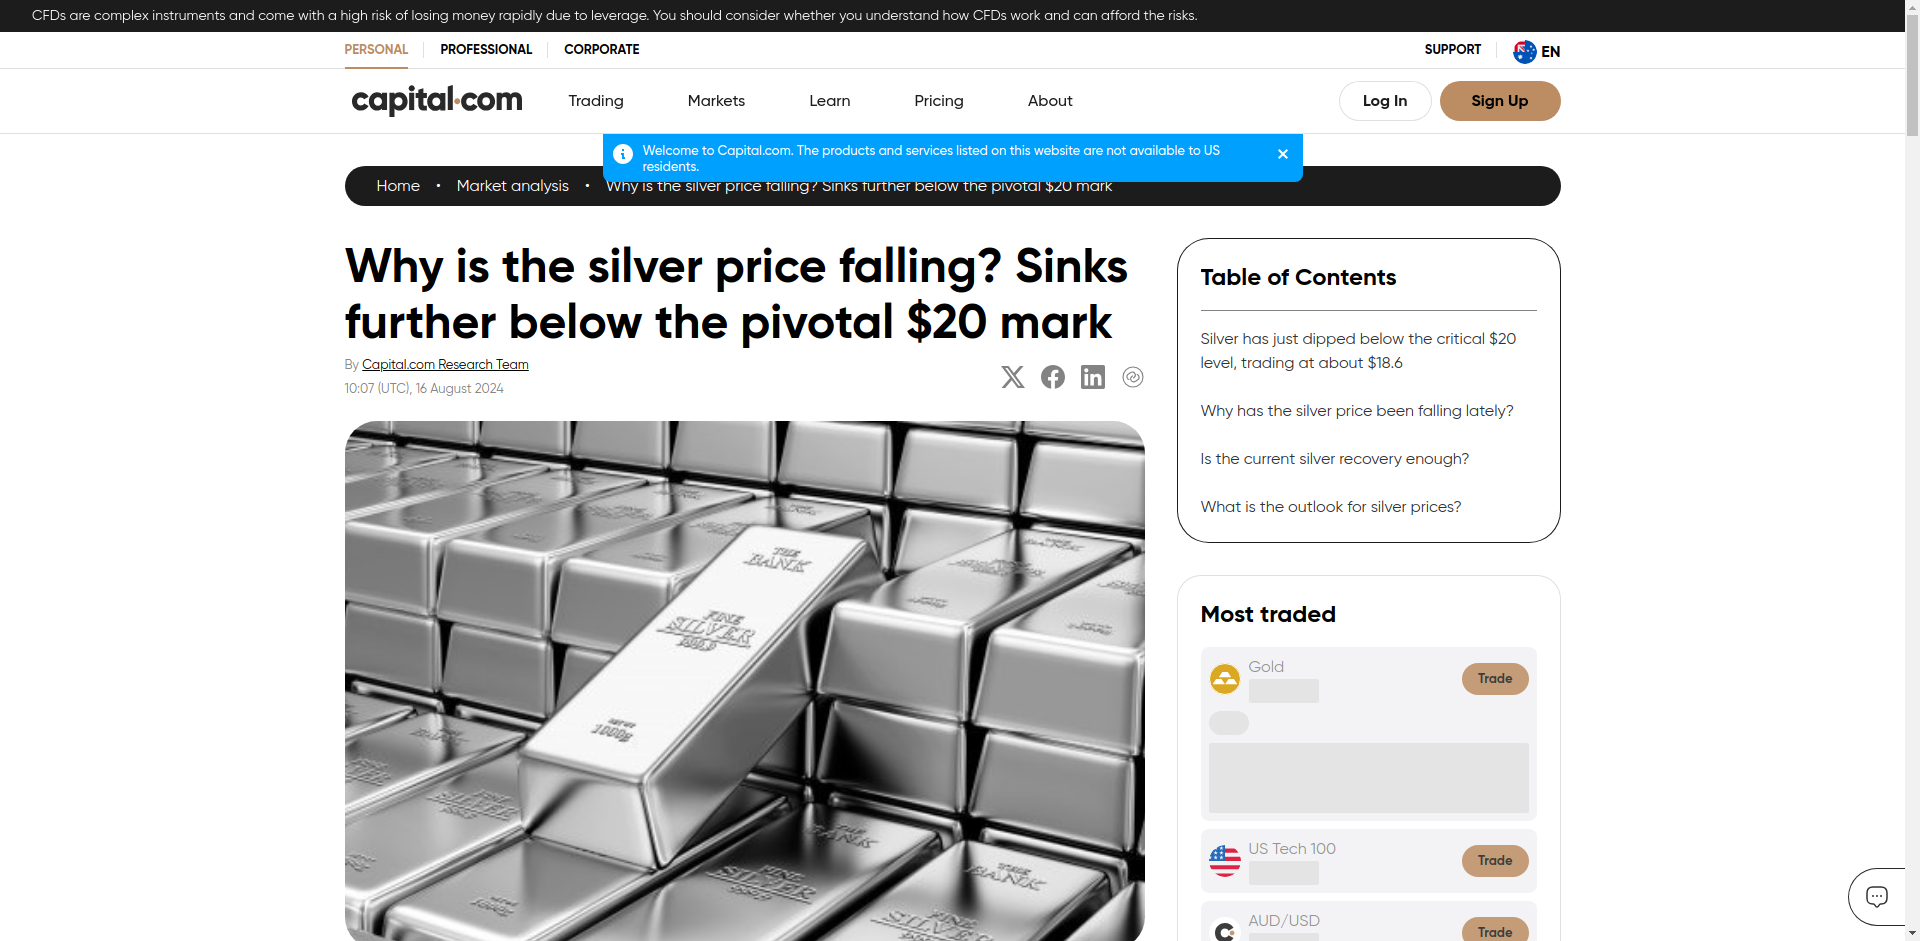 CFDs are complex instruments and come with a high risk of losing money rapidly due to leverage. You should consider whether you understand how CFDs work and can afford the risks.
PERSONAL
PROFESSIONAL
CORPORATE
SUPPORT
EN
capital.com
Trading
Markets
Learn
Pricing
About
Log In
Sign Up
Welcome to Capital.com. The products and services listed on this website are not available to US
residents.
Home • Market analysis • Why is the silver price falling? Sinks further below the pivotal $20 mark
Why is the silver price falling? Sinks
further below the pivotal $20 mark
By Capital.com Research Team
10:07 (UTC), 16 August 2024
THE
BANK
FINE
SILVER
999,9
NET WT
1000g
THE
BANK
FINE
SILVER
Table of Contents
Silver has just dipped below the critical $20
level, trading at about $18.6
Why has the silver price been falling lately?
Is the current silver recovery enough?
What is the outlook for silver prices?
Most traded
Gold
Trade
US Tech 100
Trade
AUD/USD
Trade